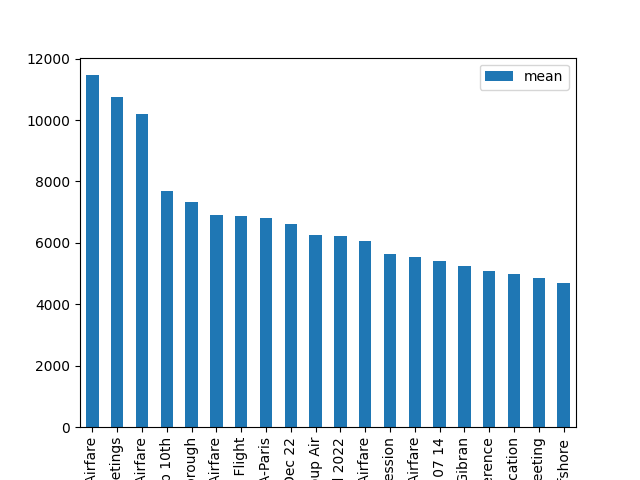 12000
10000
8000
6000
4000
2000
0
mean
Airfare
etings
Airfare
o 10th
rough
Airfare
Flight
-Paris
Dec 22
up Air
2022
Airfare
ession
Airfare
07 14
Gibran
erence
cation
eeting
fshore